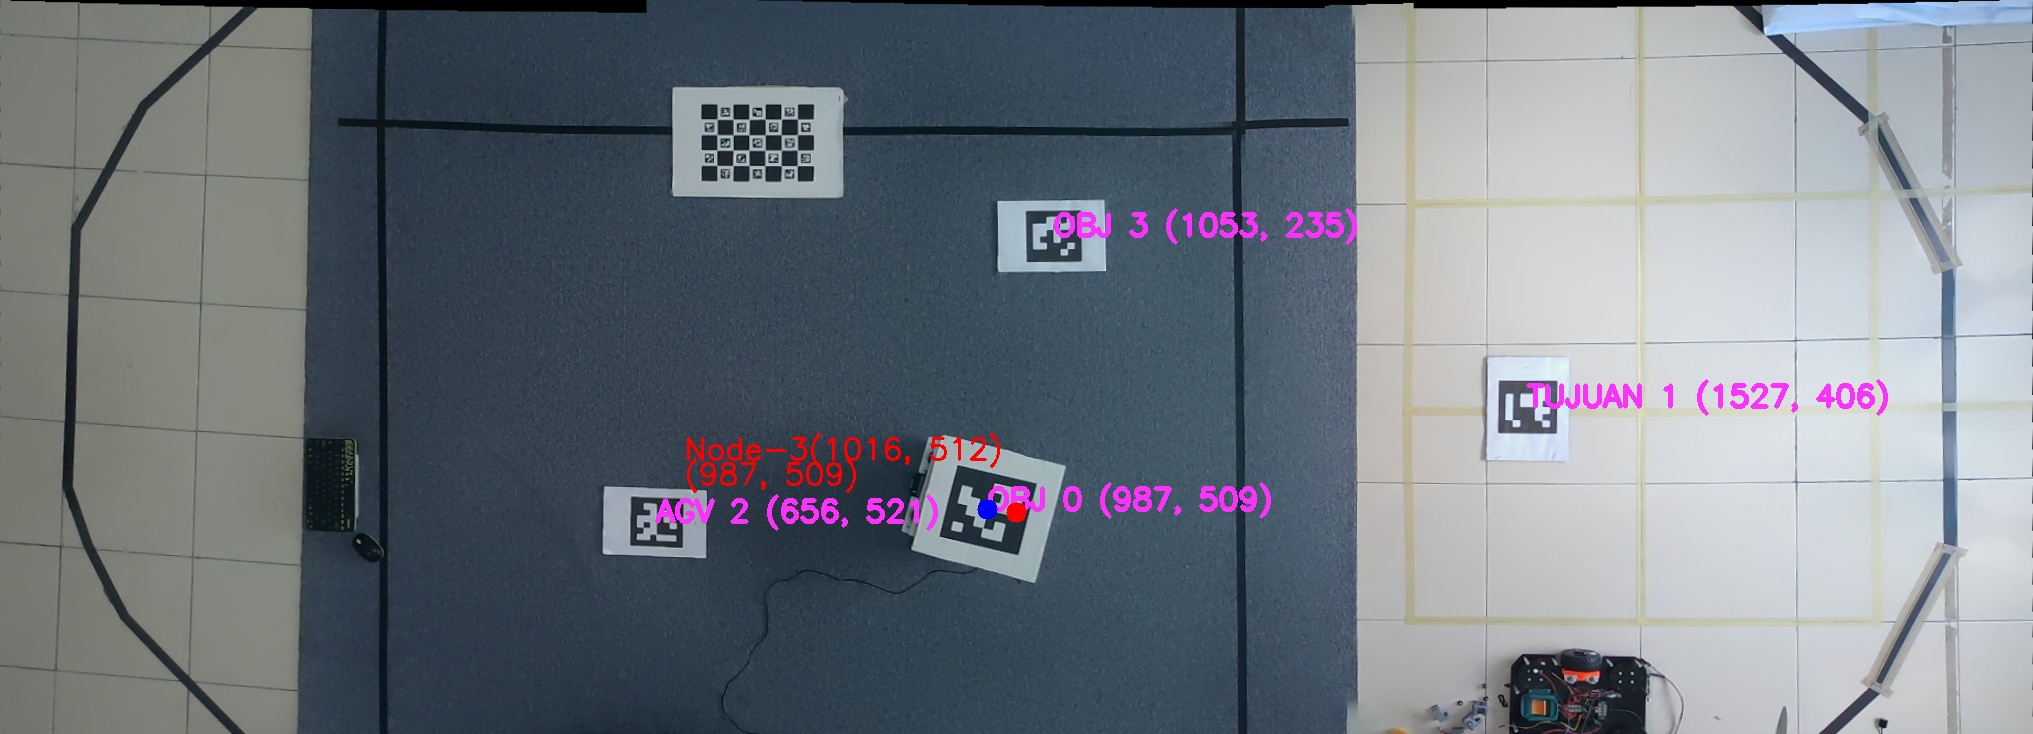 OBJ 3 (1053, 235)
TUJUAN 1 (1527, 406)
Node-3(1016, 512)
(987, 509)
AGV 2 (656, 521)
OBJ 0 (987, 509)